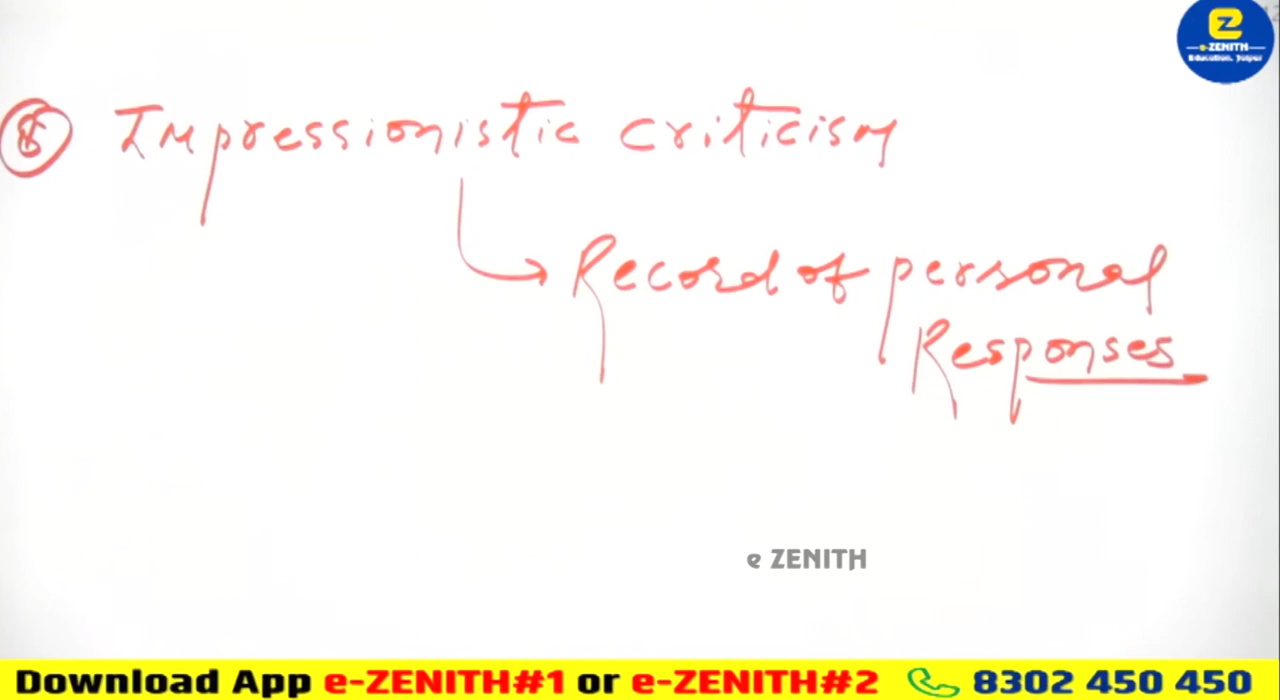 e-ZENITH
Education, Jaipur
Impressionistic criticism
Record of personal
Responses
e ZENITH
Download App e-ZENITH#1 or e-ZENITH#2 8302 450 450